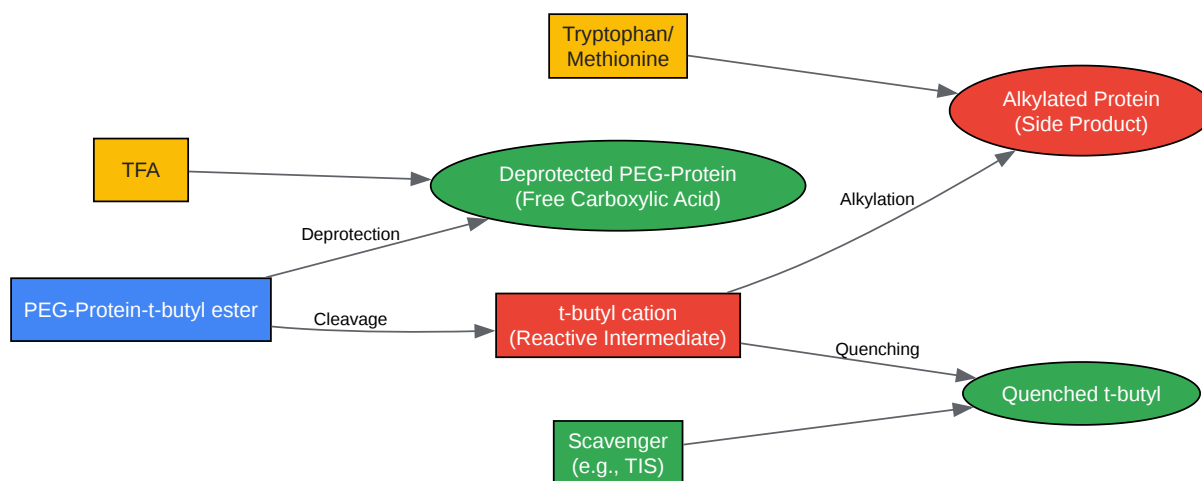 Tryptophan/
Methionine
Alkylated Protein
(Side Product)
TFA
Deprotected PEG-Protein
(Free Carboxylic Acid)
Alkylation
Deprotection
PEG-Protein-t-butyl ester
Cleavage
t-butyl cation
(Reactive Intermediate)
Quenching
Quenched t-butyl
Scavenger
(e.g., TIS)